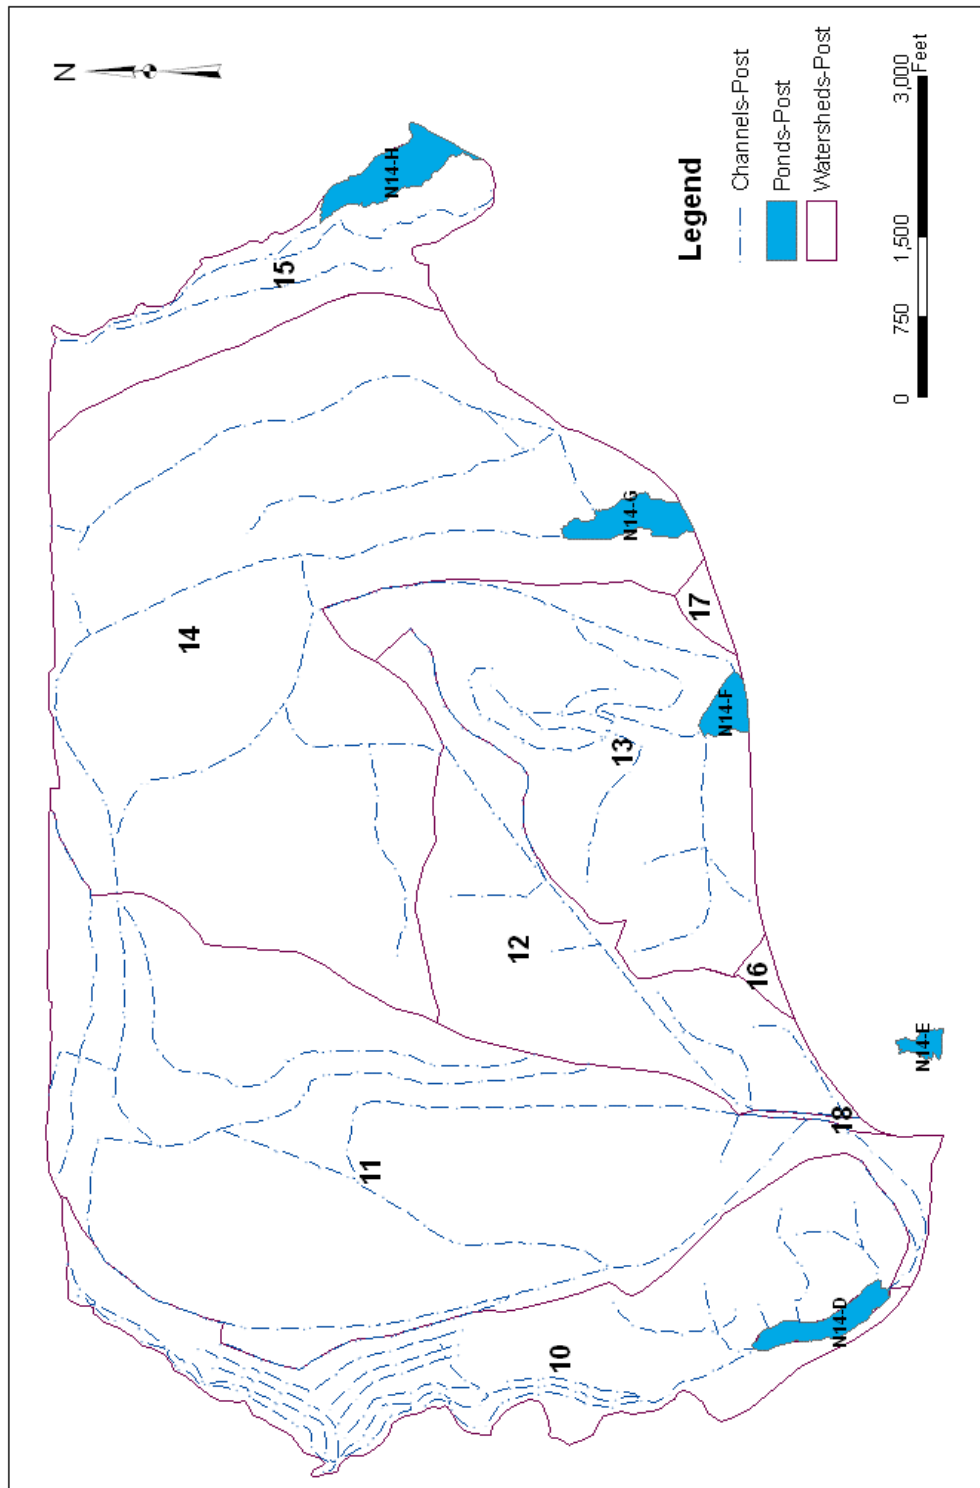 N
N14-H
15
14
N14-G
17
13
N14-F
12
16
N14-E
18
11
10
N14-D
Legend
Channels-Post
Ponds-Post
Watersheds-Post
0 750 1,500 3,000
Feet